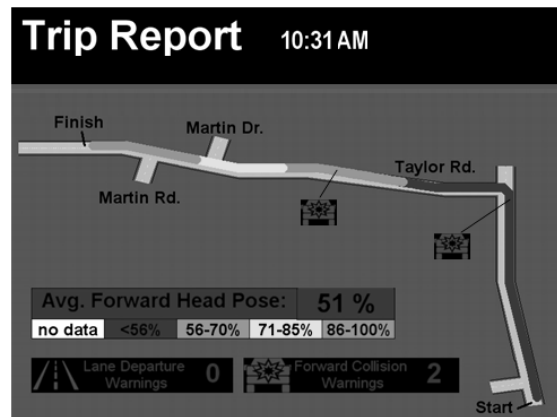 Trip Report 10:31 AM
Finish
Martin Dr.
Taylor Rd.
Martin Rd.
Avg. Forward Head Pose: 51 %
no data <56% 56-70% 71-85% 86-100%
Lane Departure Warnings 0
Forward Collision Warnings 2
Start